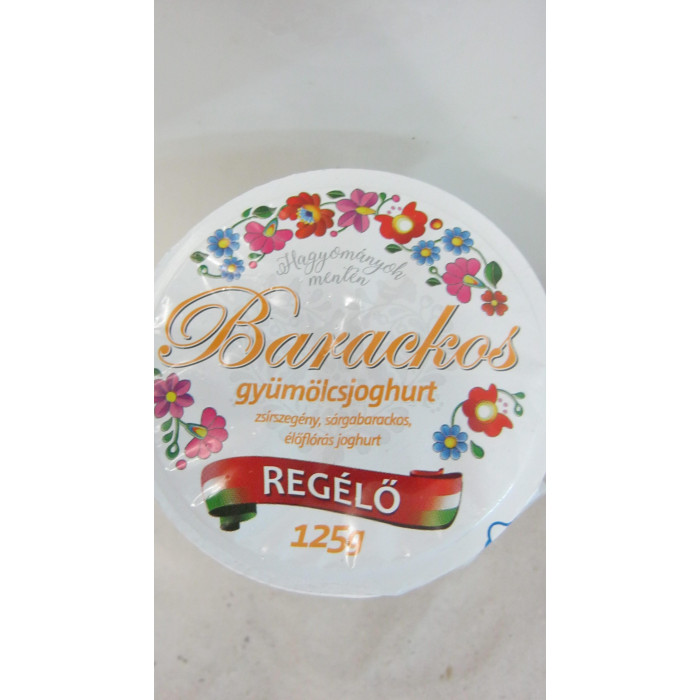 Hagyományok
mentén
Barackos
gyümölcsjoghurt
zsírszegény, sárgabarackos,
élőflórás joghurt
REGÉLŐ
125g